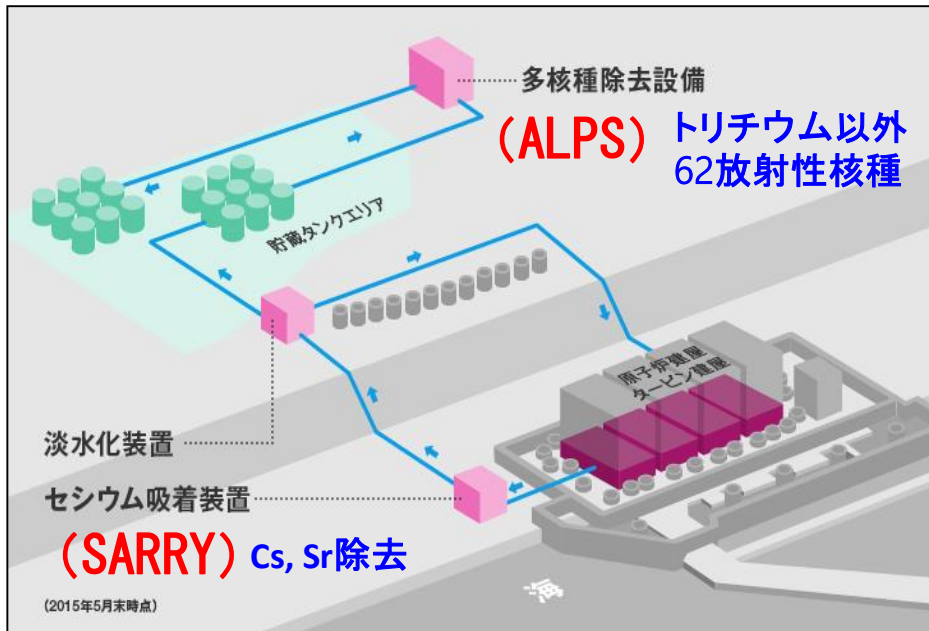 多核種除去設備
(ALPS)
トリチウム以外
62放射性核種
貯蔵タンクエリア
原子炉建屋
タービン建屋
淡水化装置
セシウム吸着装置
(SARRY) Cs, Sr除去
海
(2015年5月末時点)